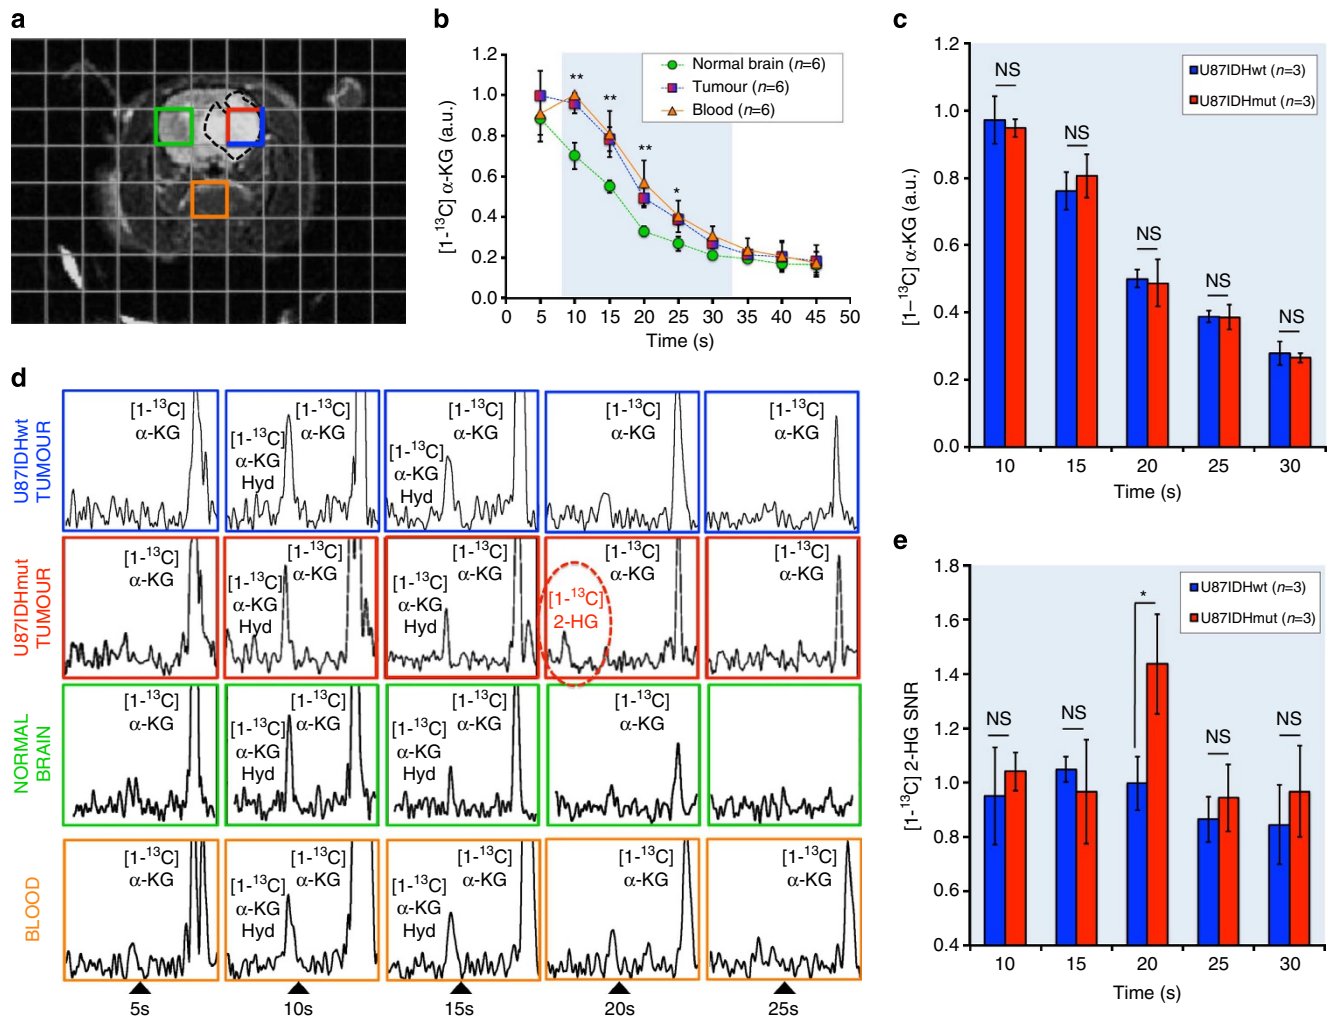 a
b
[1-¹³C] α-KG (a.u.)
1.2
1.0
0.8
0.6
0.4
0.2
0.0
Normal brain (n=6)
Tumour (n=6)
Blood (n=6)
**
**
**
*
0 5 10 15 20 25 30 35 40 45 50
Time (s)
c
[1–¹³C] α-KG (a.u.)
1.2
1.0
0.8
0.6
0.4
0.2
0.0
U87IDHwt (n=3)
U87IDHmut (n=3)
NS
NS
NS
NS
NS
10 15 20 25 30
Time (s)
d
U87IDHwt
TUMOUR
[1-¹³C]
α-KG
[1-¹³C]
α-KG
[1-¹³C]
α-KG
Hyd
[1-¹³C]
α-KG
[1-¹³C]
α-KG
Hyd
[1-¹³C]
α-KG
[1-¹³C]
α-KG
U87IDHmut
TUMOUR
[1-¹³C]
α-KG
[1-¹³C]
α-KG
[1-¹³C]
α-KG
Hyd
[1-¹³C]
α-KG
[1-¹³C]
α-KG
Hyd
[1-¹³C]
α-KG
[1-¹³C]
2-HG
[1-¹³C]
α-KG
NORMAL
BRAIN
[1-¹³C]
α-KG
[1-¹³C]
α-KG
[1-¹³C]
α-KG
Hyd
[1-¹³C]
α-KG
[1-¹³C]
α-KG
Hyd
[1-¹³C]
α-KG
BLOOD
[1-¹³C]
α-KG
[1-¹³C]
α-KG
[1-¹³C]
α-KG
Hyd
[1-¹³C]
α-KG
[1-¹³C]
α-KG
Hyd
[1-¹³C]
α-KG
[1-¹³C]
α-KG
5s 10s 15s 20s 25s
e
[1-¹³C] 2-HG SNR
1.8
1.6
1.4
1.2
1.0
0.8
0.6
0.4
U87IDHwt (n=3)
U87IDHmut (n=3)
NS
NS
*
NS
NS
10 15 20 25 30
Time (s)